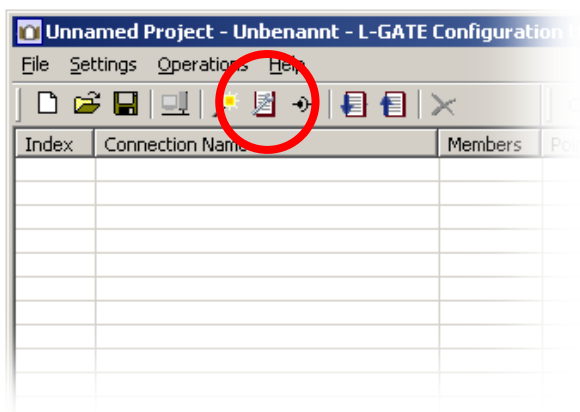 Unnamed Project - Unbenannt - L-GATE Configuration
File Settings Operations Help
Index Connection Name Members